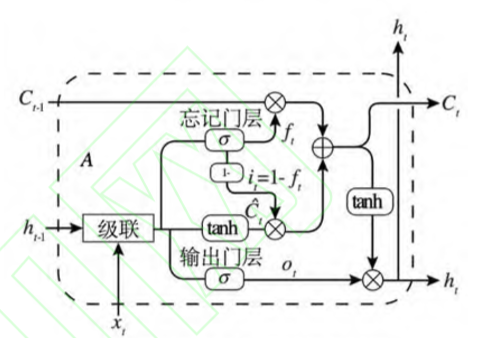 h_t
C_{t-1}
C_t
忘记门层
σ
f_t
A
1-
i_t=1-f_t
Ĉ_t
tanh
h_{t-1}
级联
tanh
输出门层
σ
o_t
h_t
x_t